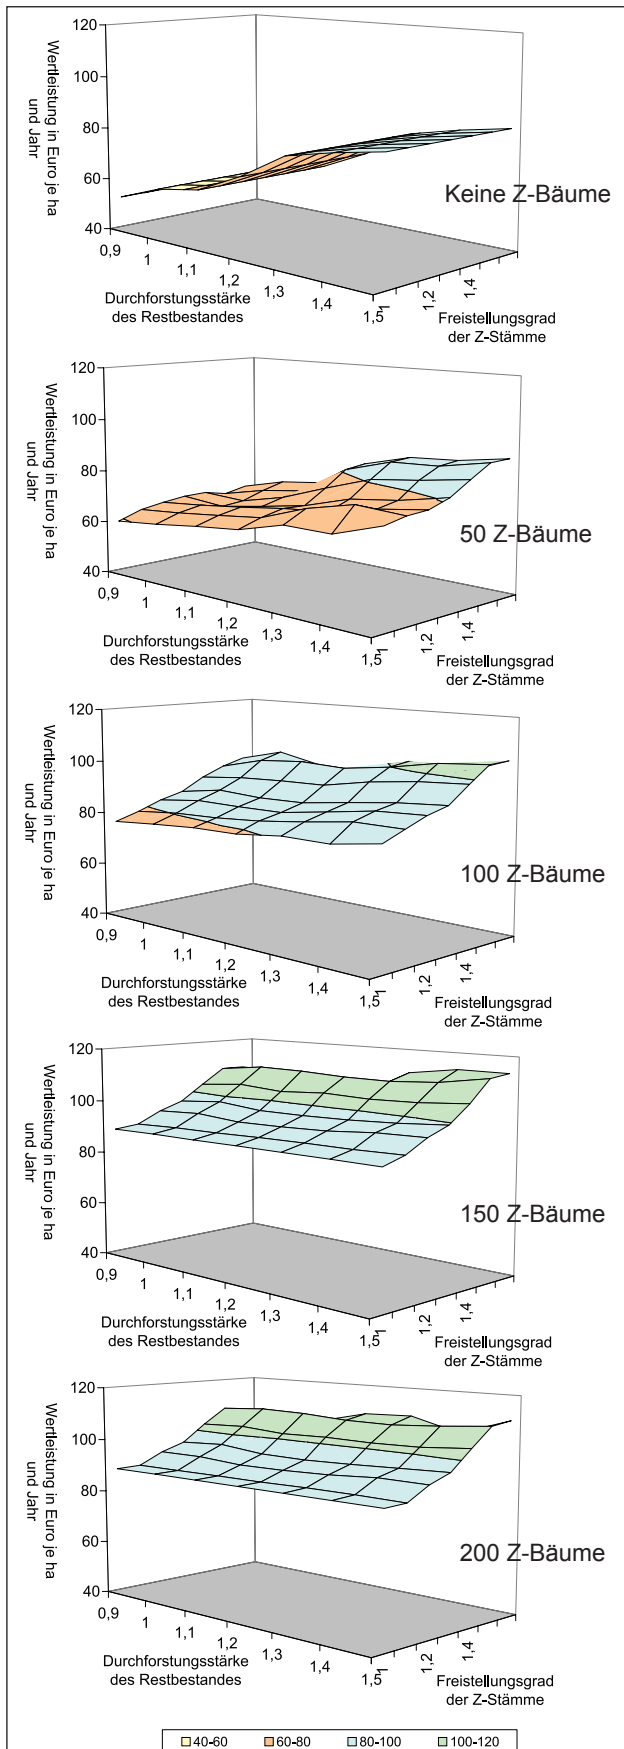 120
100
80
60
40
Wertleistung in Euro je ha
und Jahr
0,9
1
1,1
1,2
1,3
1,4
1,5
Durchforstungsstärke
des Restbestandes
1
1,2
1,4
Freistellungsgrad
der Z-Stämme
Keine Z-Bäume
120
100
80
60
40
Wertleistung in Euro je ha
und Jahr
0,9
1
1,1
1,2
1,3
1,4
1,5
Durchforstungsstärke
des Restbestandes
1
1,2
1,4
Freistellungsgrad
der Z-Stämme
50 Z-Bäume
120
100
80
60
40
Wertleistung in Euro je ha
und Jahr
0,9
1
1,1
1,2
1,3
1,4
1,5
Durchforstungsstärke
des Restbestandes
1
1,2
1,4
Freistellungsgrad
der Z-Stämme
100 Z-Bäume
120
100
80
60
40
Wertleistung in Euro je ha
und Jahr
0,9
1
1,1
1,2
1,3
1,4
1,5
Durchforstungsstärke
des Restbestandes
1
1,2
1,4
Freistellungsgrad
der Z-Stämme
150 Z-Bäume
120
100
80
60
40
Wertleistung in Euro je ha
und Jahr
0,9
1
1,1
1,2
1,3
1,4
1,5
Durchforstungsstärke
des Restbestandes
1
1,2
1,4
Freistellungsgrad
der Z-Stämme
200 Z-Bäume
40-60 60-80 80-100 100-120